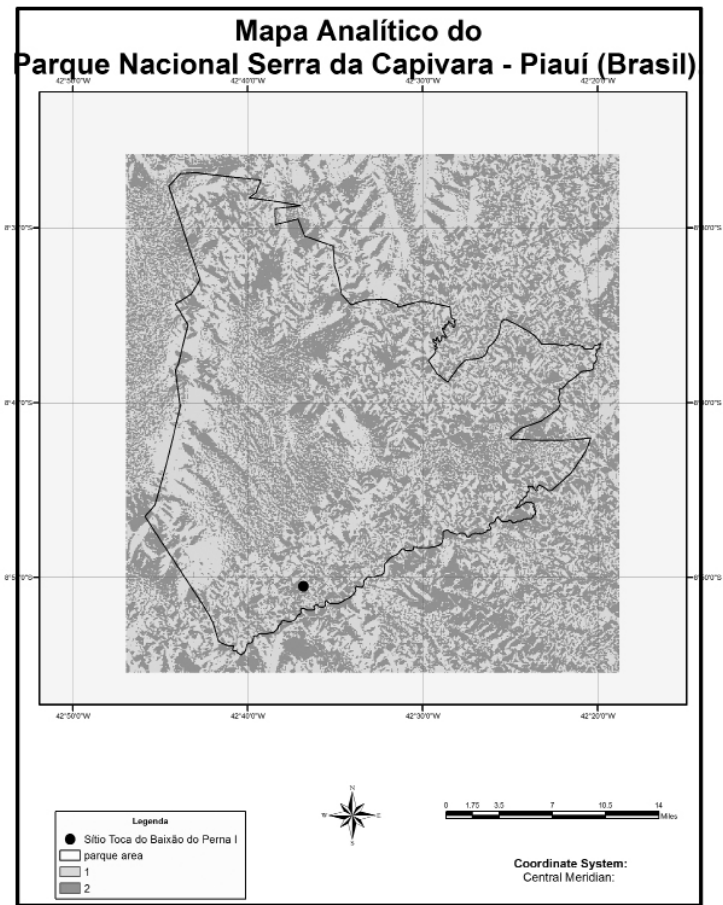 Mapa Analítico do
Parque Nacional Serra da Capivara - Piauí (Brasil)
42°50'0"W 42°40'0"W 42°30'0"W 42°20'0"W
8°30'0"S 8°30'0"S
8°40'0"S 8°40'0"S
8°50'0"S 8°50'0"S
42°50'0"W 42°40'0"W 42°30'0"W 42°20'0"W
N
W E
S
0 1.75 3.5 7 10.5 14
Miles
Legenda
Sítio Toca do Baixão do Perna I
parque area
1
2
Coordinate System:
Central Meridian: